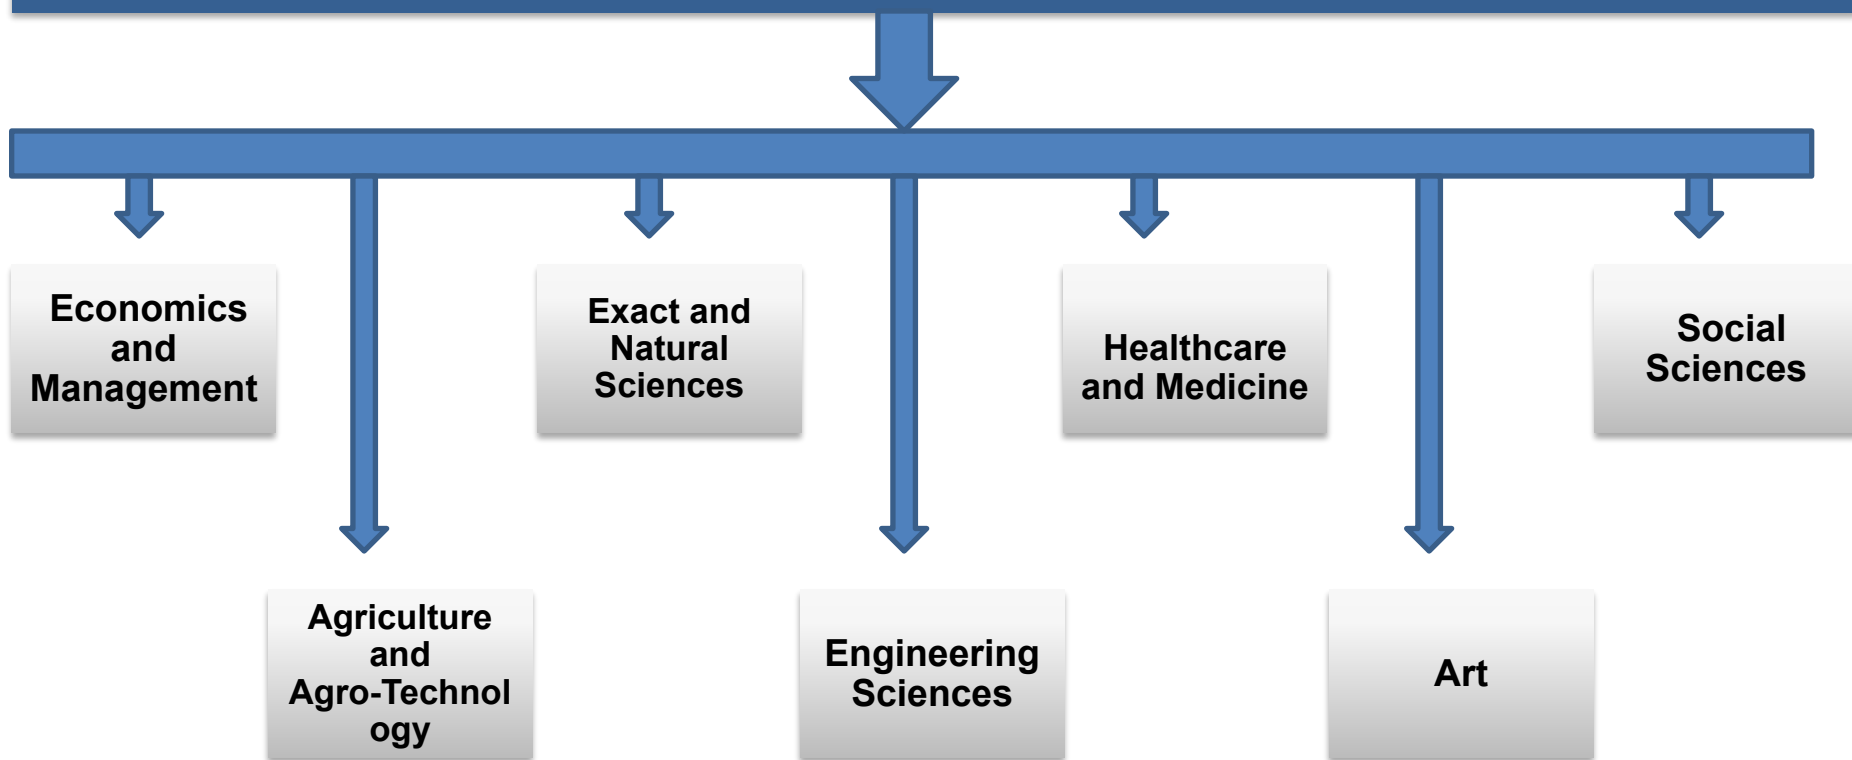 Economics
and
Management
Exact and
Natural
Sciences
Healthcare
and Medicine
Social
Sciences
Agriculture
and
Agro-Technol
ogy
Engineering
Sciences
Art